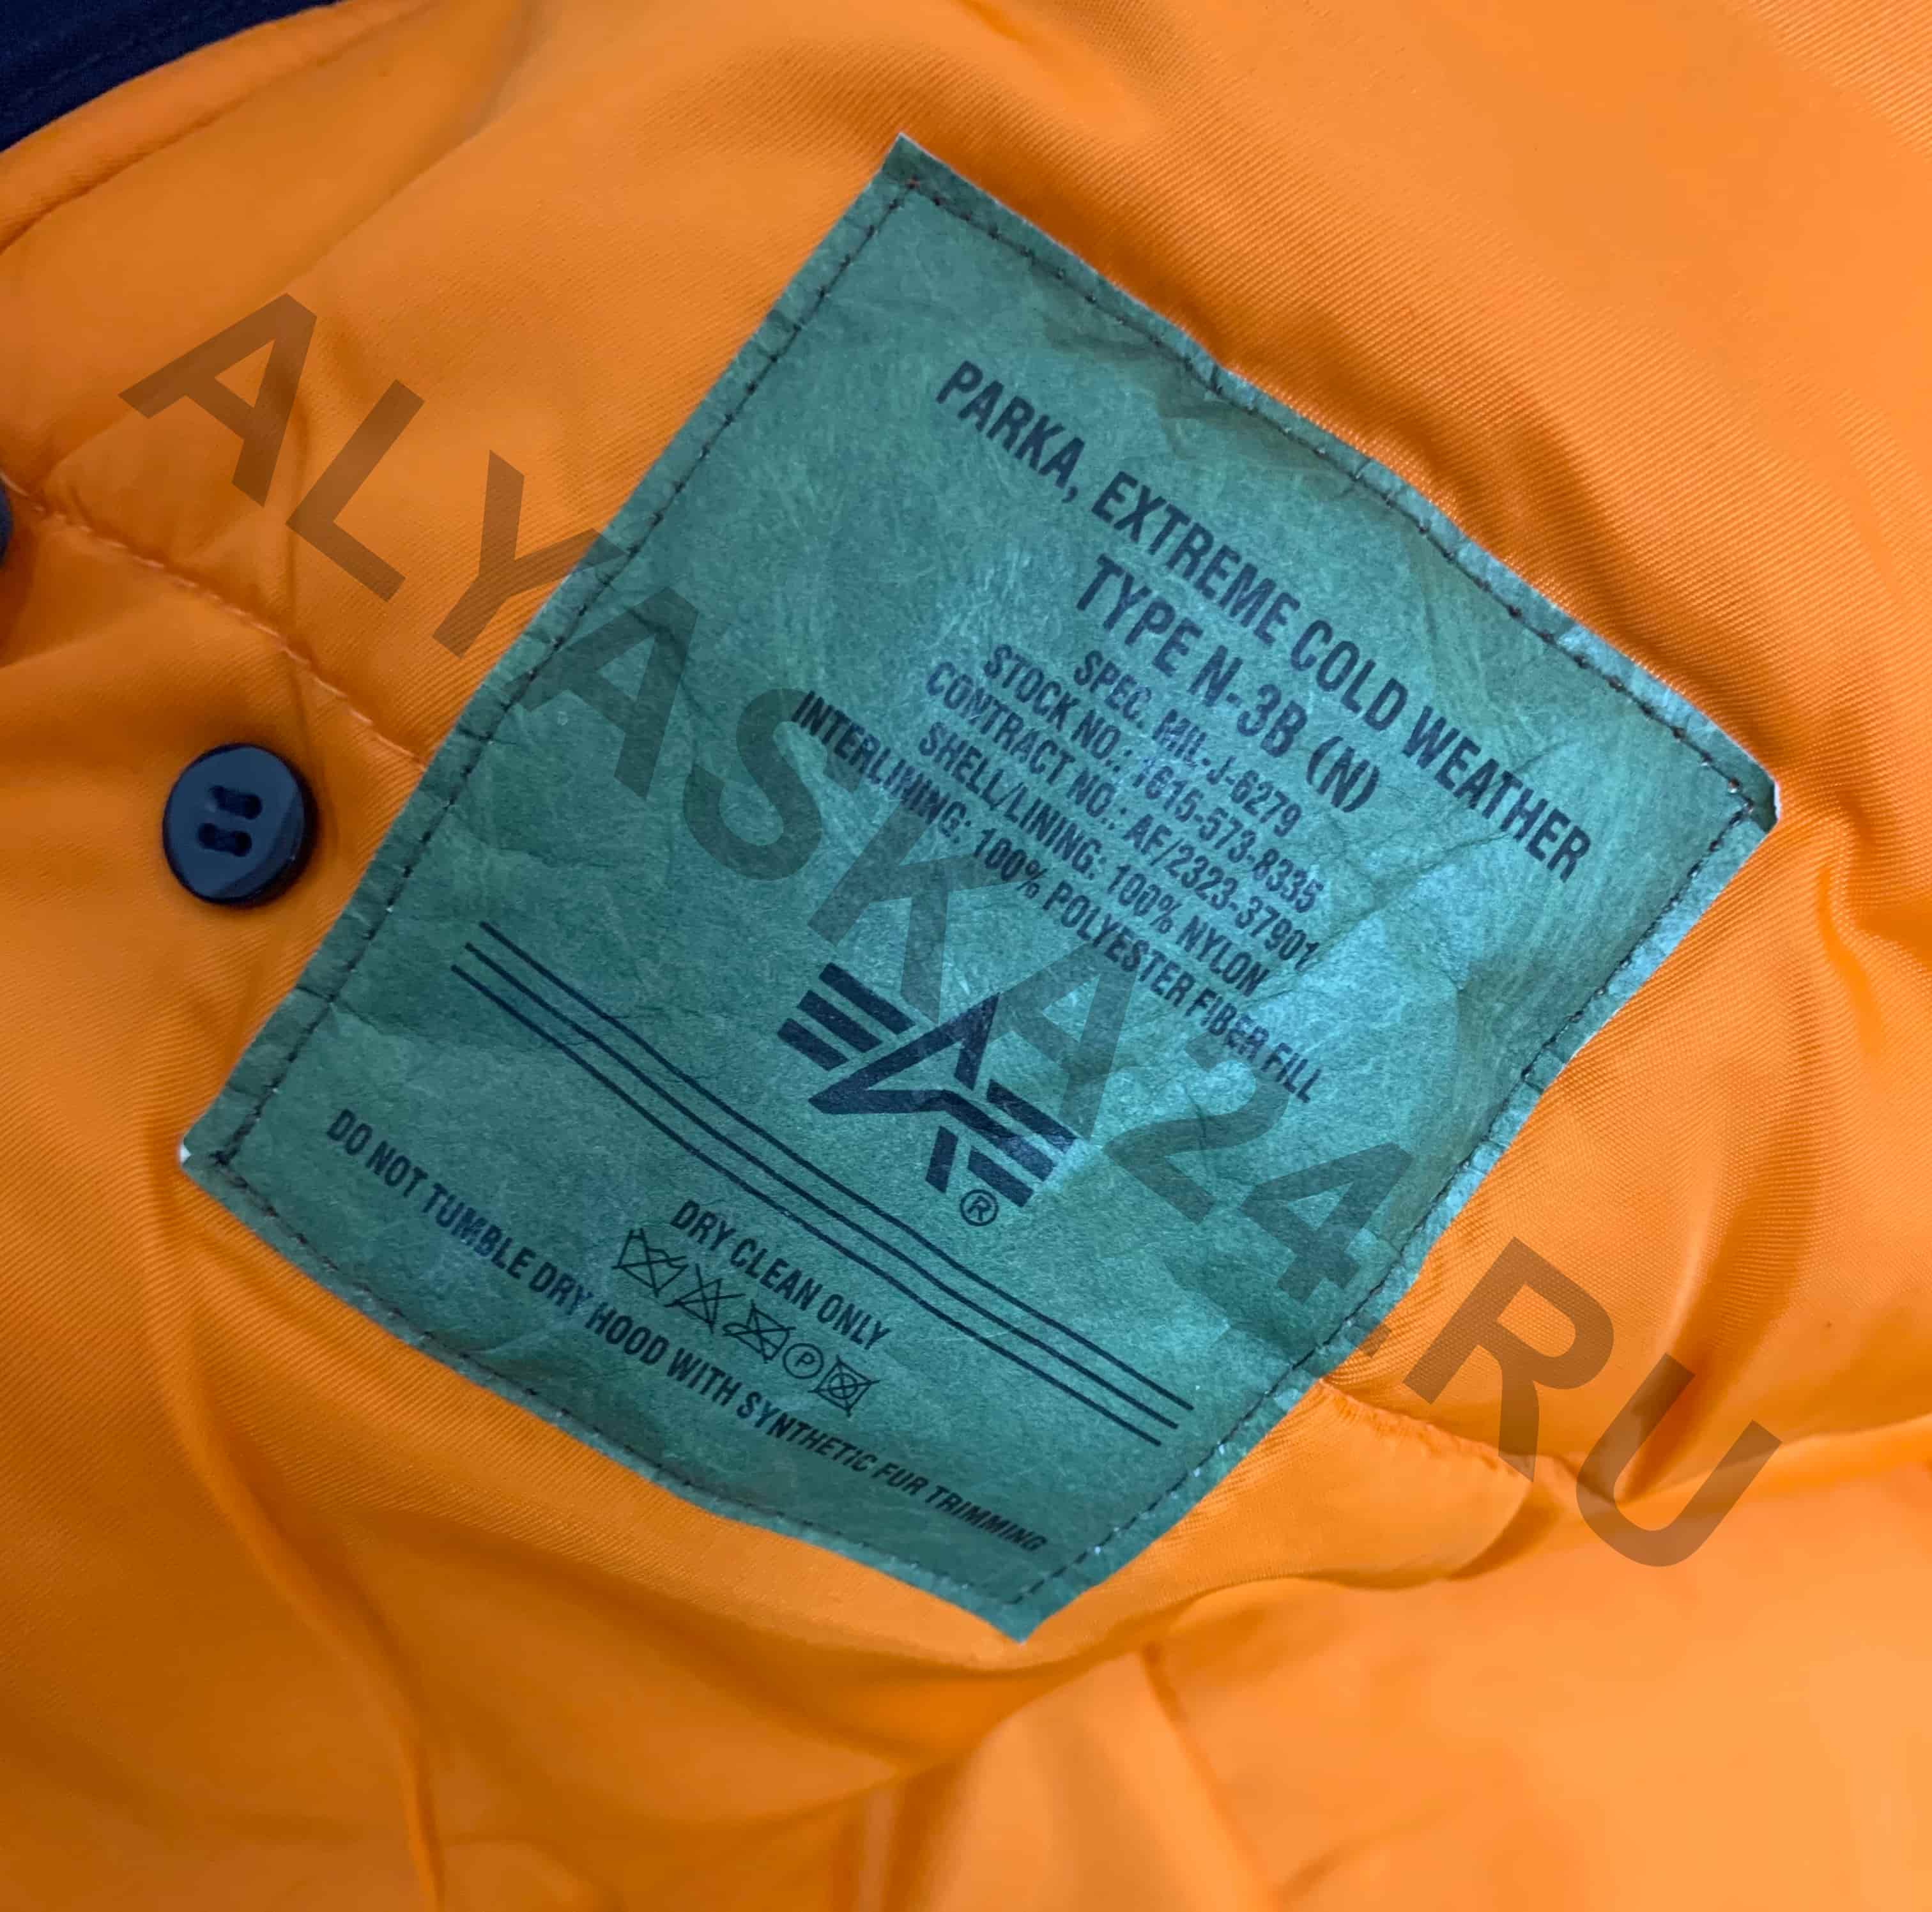 PARKA, EXTREME COLD WEATHER
TYPE N-3B (N)
SPEC. MIL-J-6279
STOCK NO.: 1615-573-8335
CONTRACT NO.: AF/2323-37901
SHELL/LINING: 100% NYLON
INTERLINING: 100% POLYESTER FIBER FILL
®
DRY CLEAN ONLY
P
DO NOT TUMBLE DRY HOOD WITH SYNTHETIC FUR TRIMMING
ALYASKA24.RU